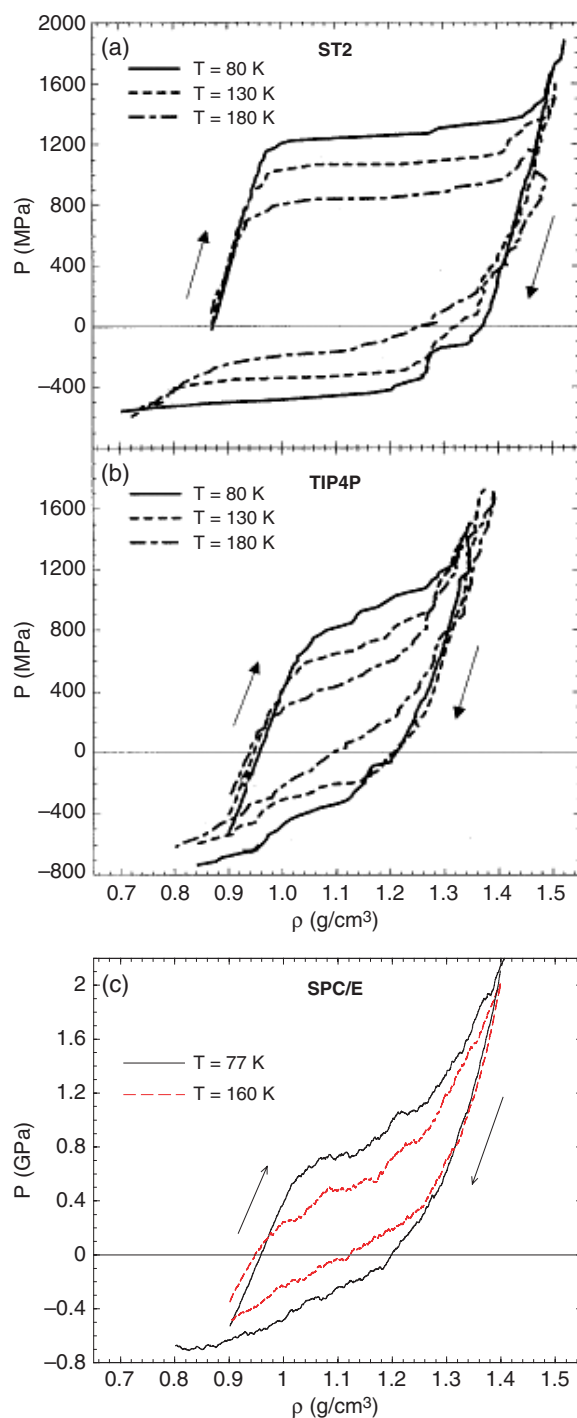 2000
(a)
ST2
1600
T = 80 K
T = 130 K
1200
T = 180 K
P (MPa)
800
400
0
–400
(b)
TIP4P
1600
T = 80 K
T = 130 K
1200
T = 180 K
P (MPa)
800
400
0
–400
–800
0.7 0.8 0.9 1.0 1.1 1.2 1.3 1.4 1.5
ρ (g/cm³)
2
(c)
SPC/E
1.6
T = 77 K
T = 160 K
1.2
P (GPa)
0.8
0.4
0
–0.4
–0.8
0.7 0.8 0.9 1 1.1 1.2 1.3 1.4 1.5
ρ (g/cm³)